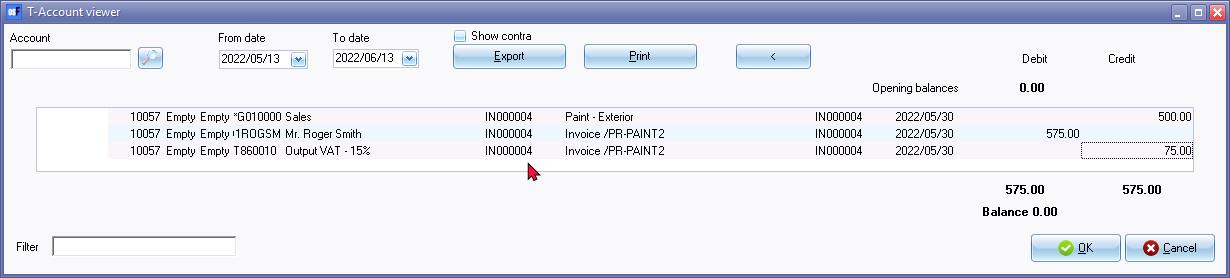 T-Account viewer
Account From date To date Show contra
2022/05/13 2022/06/13 Export Print < Debit Credit
Opening balances 0.00
10057 Empty Empty *G010000 Sales IN000004 Paint - Exterior IN000004 2022/05/30 500.00
10057 Empty Empty 1ROGSM Mr. Roger Smith IN000004 Invoice /PR-PAINT2 IN000004 2022/05/30 575.00
10057 Empty Empty T860010 Output VAT - 15% IN000004 Invoice /PR-PAINT2 IN000004 2022/05/30 75.00
575.00 575.00
Balance 0.00
Filter OK Cancel